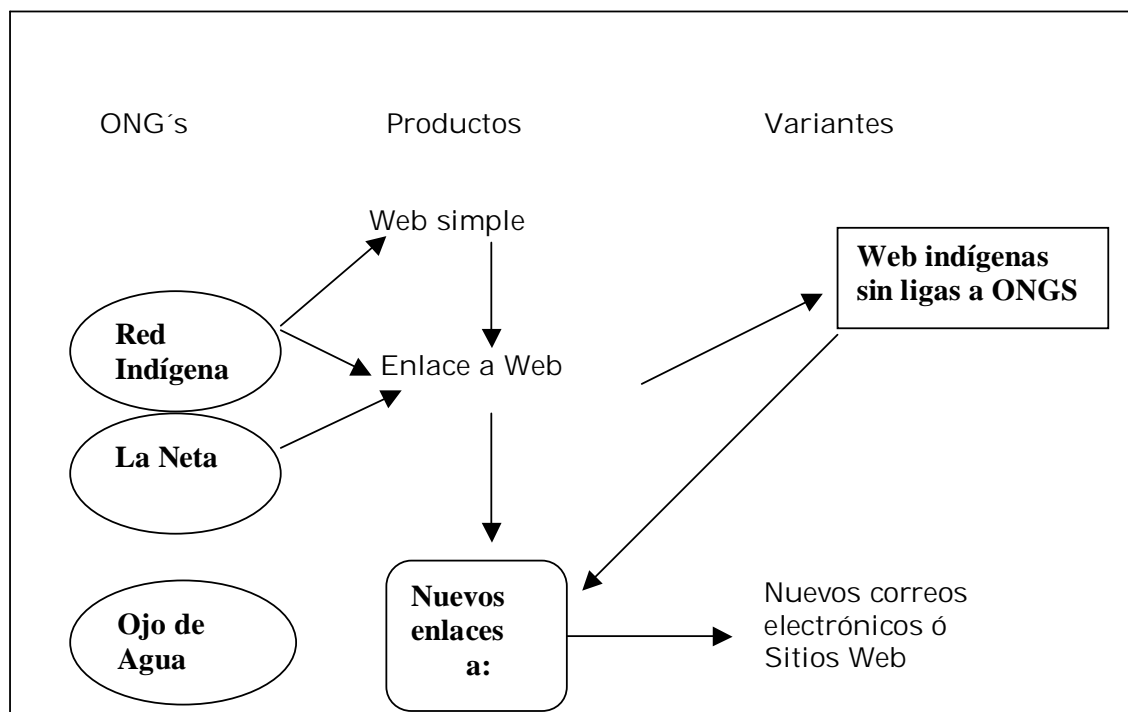 ONG´s Productos Variantes
Web simple
Web indígenas
sin ligas a ONGS
Red
Indígena
Enlace a Web
La Neta
Nuevos
enlaces
a:
Ojo de
Agua
Nuevos correos
electrónicos ó
Sitios Web